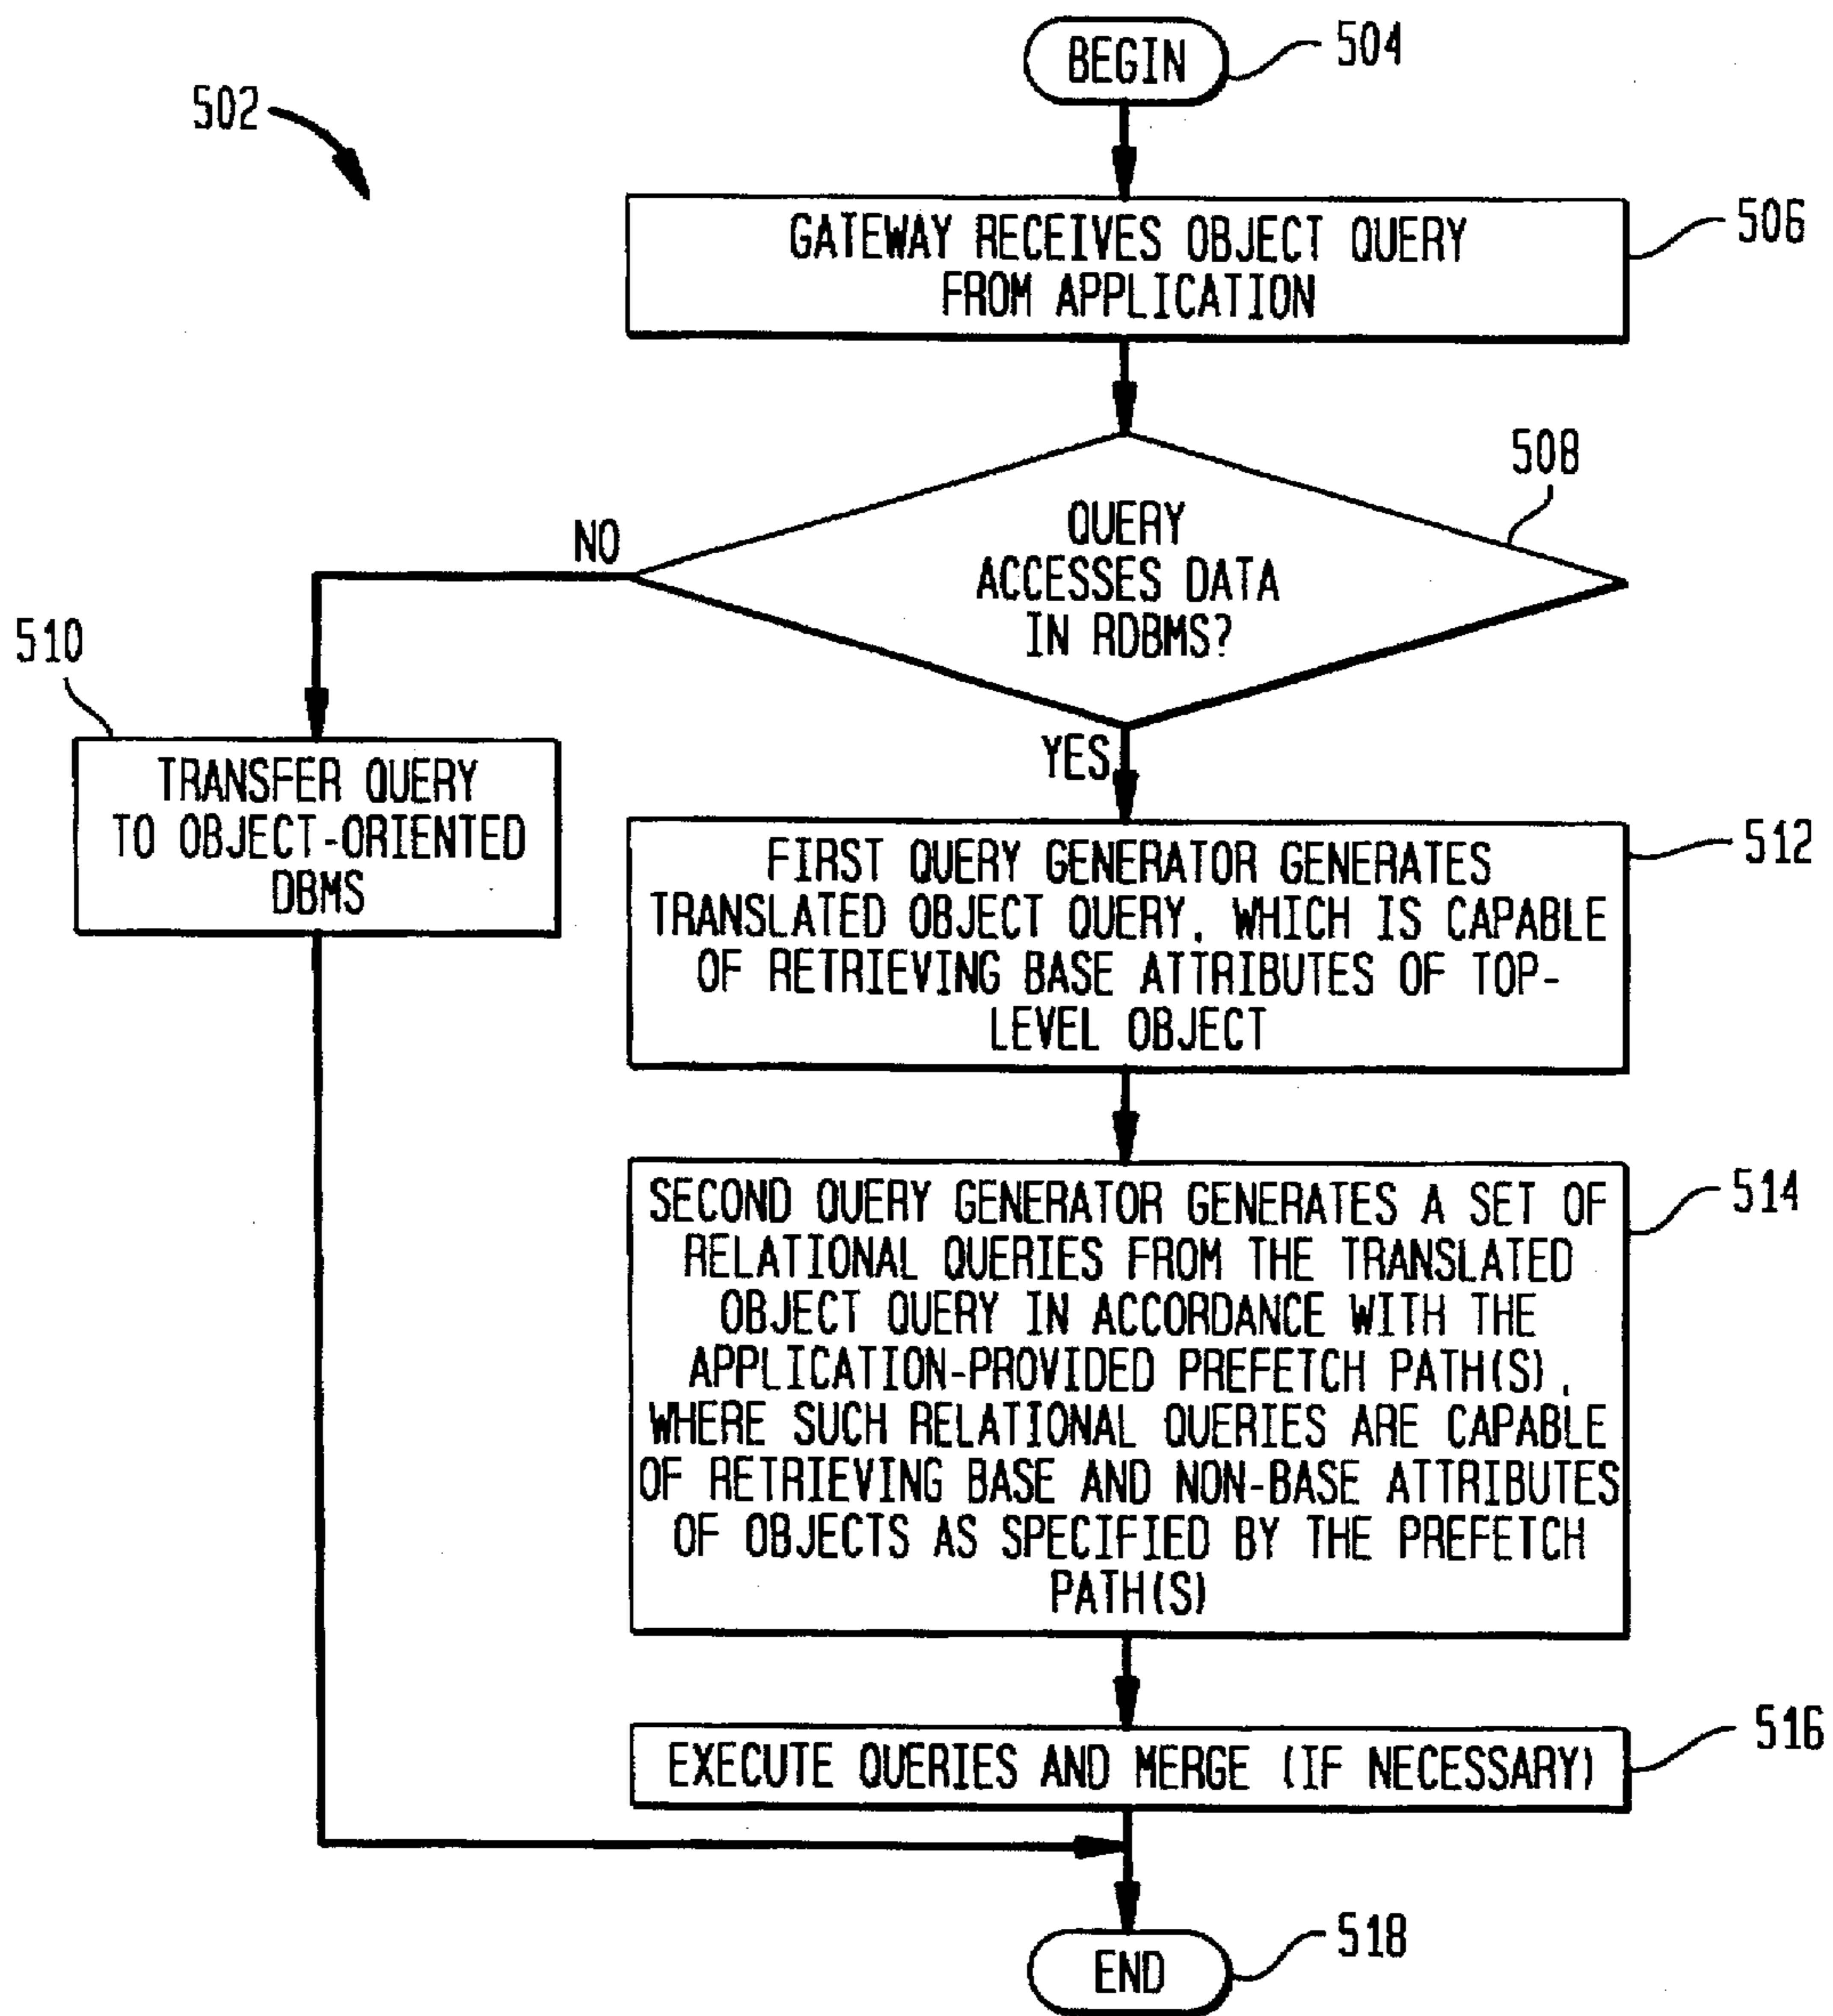 BEGIN
504
502
GATEWAY RECEIVES OBJECT QUERY
FROM APPLICATION
506
508
QUERY
ACCESSES DATA
IN RDBMS?
NO
YES
510
TRANSFER QUERY
TO OBJECT-ORIENTED
DBMS
FIRST QUERY GENERATOR GENERATES
TRANSLATED OBJECT QUERY, WHICH IS CAPABLE
OF RETRIEVING BASE ATTRIBUTES OF TOP-
LEVEL OBJECT
512
SECOND QUERY GENERATOR GENERATES A SET OF
RELATIONAL QUERIES FROM THE TRANSLATED
OBJECT QUERY IN ACCORDANCE WITH THE
APPLICATION-PROVIDED PREFETCH PATH(S),
WHERE SUCH RELATIONAL QUERIES ARE CAPABLE
OF RETRIEVING BASE AND NON-BASE ATTRIBUTES
OF OBJECTS AS SPECIFIED BY THE PREFETCH
PATH(S)
514
EXECUTE QUERIES AND MERGE (IF NECESSARY)
516
END
518